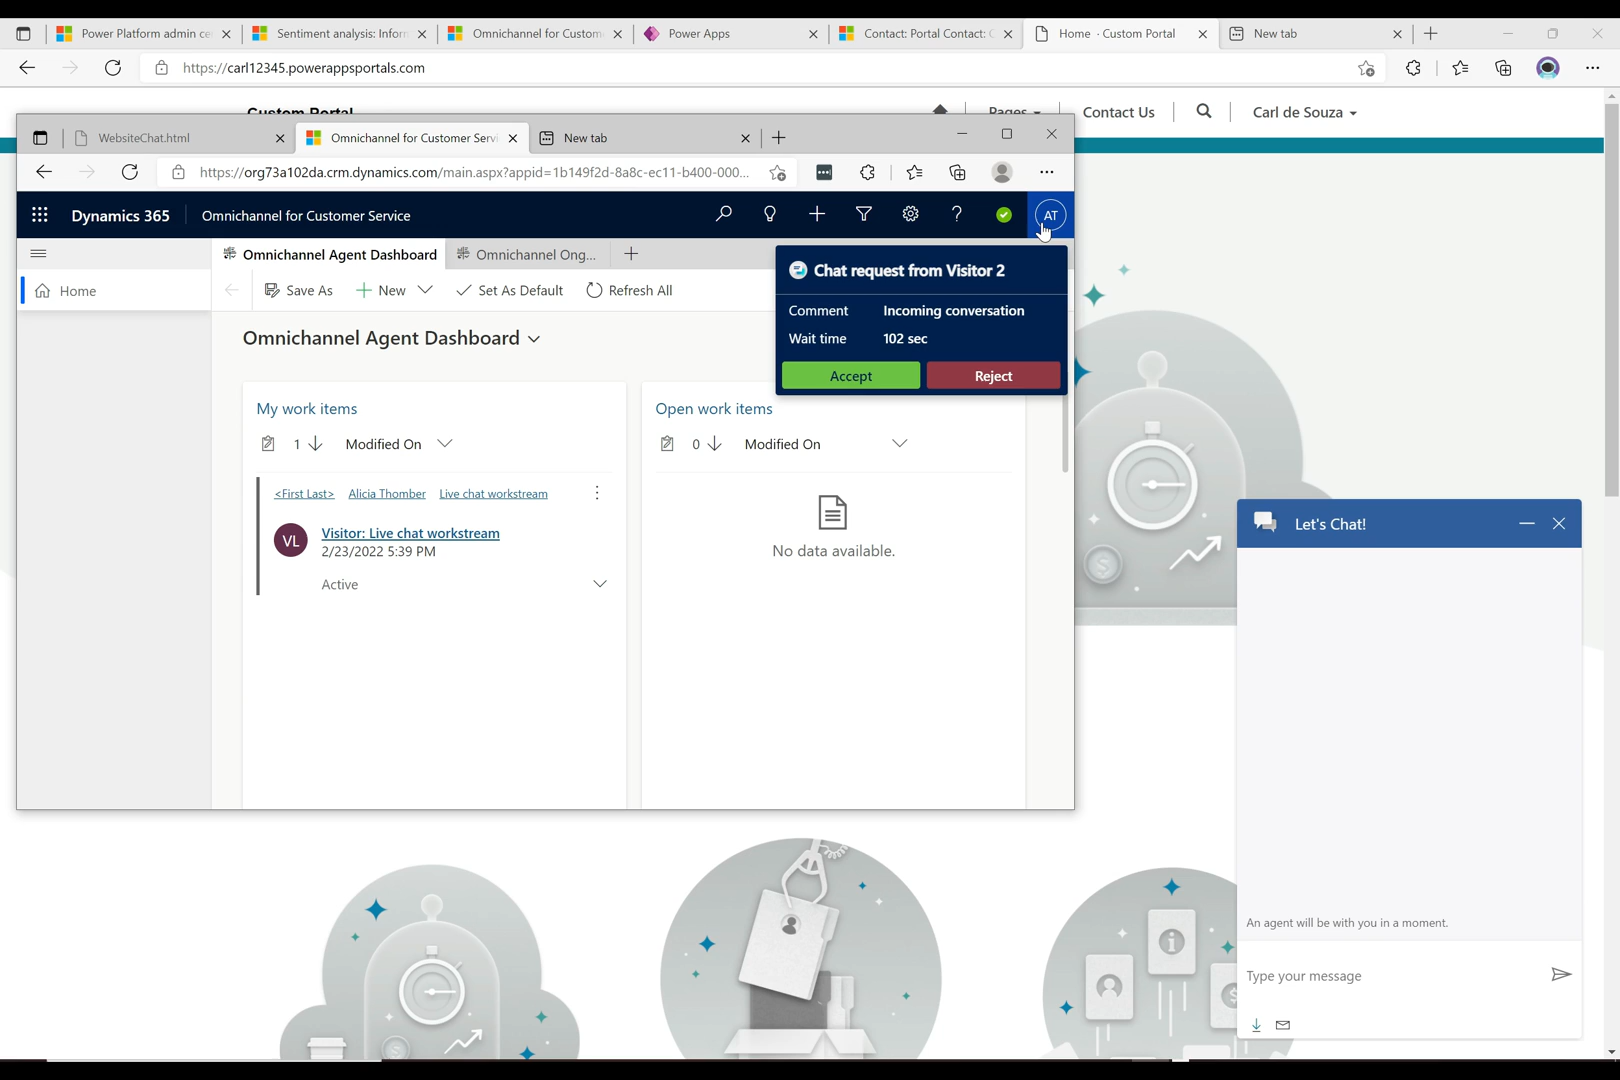 Power Platform admin ce
Sentiment analysis: Inforn
Omnichannel for Custom
Power Apps
Contact: Portal Contact: C
Home · Custom Portal
New tab
https://carl12345.powerappsportals.com
Custom Portal
Pages
Contact Us
Carl de Souza
WebsiteChat.html
Omnichannel for Customer Servi
New tab
https://org73a102da.crm.dynamics.com/main.aspx?appid=1b149f2d-8a8c-ec11-b400-000...
Dynamics 365
Omnichannel for Customer Service
AT
Omnichannel Agent Dashboard
Omnichannel Ong...
Home
Save As
New
Set As Default
Refresh All
Chat request from Visitor 2
Comment Incoming conversation
Wait time 102 sec
Accept
Reject
Omnichannel Agent Dashboard
My work items
1 Modified On
<First Last> Alicia Thomber Live chat workstream
VL
Visitor: Live chat workstream
2/23/2022 5:39 PM
Active
Open work items
0 Modified On
No data available.
Let's Chat!
An agent will be with you in a moment.
Type your message